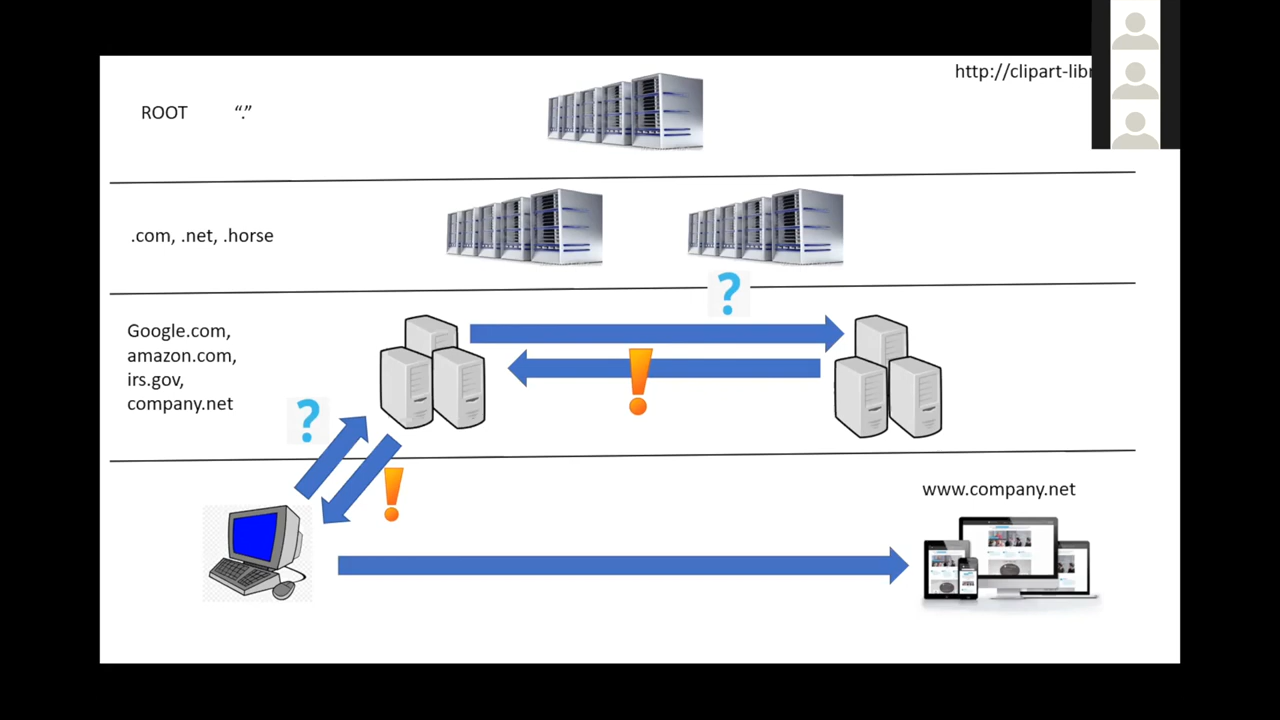 http://clipart-libr
ROOT “.”
.com, .net, .horse
Google.com,
amazon.com,
irs.gov,
company.net
?
!
?
!
www.company.net